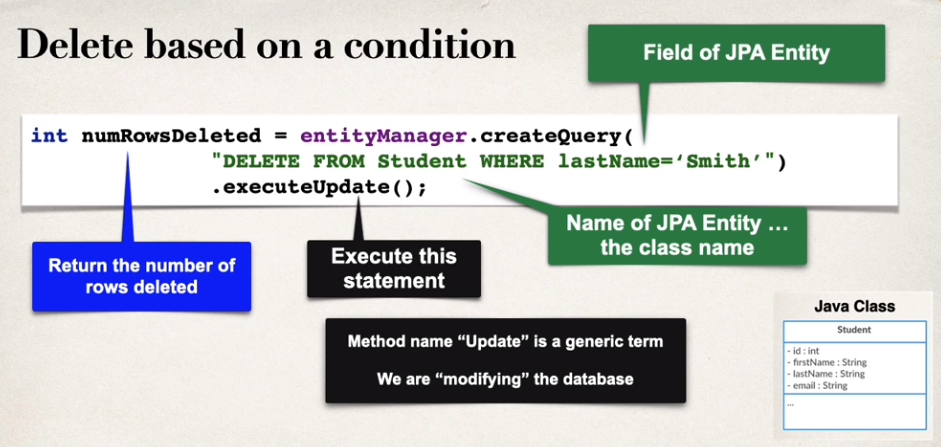 Delete based on a condition
Field of JPA Entity
int numRowsDeleted = entityManager.createQuery(
"DELETE FROM Student WHERE lastName=‘Smith’")
.executeUpdate();
Name of JPA Entity …
the class name
Return the number of
rows deleted
Execute this
statement
Method name “Update” is a generic term
We are “modifying” the database
Java Class
Student
- id : int
- firstName : String
- lastName : String
- email : String
...